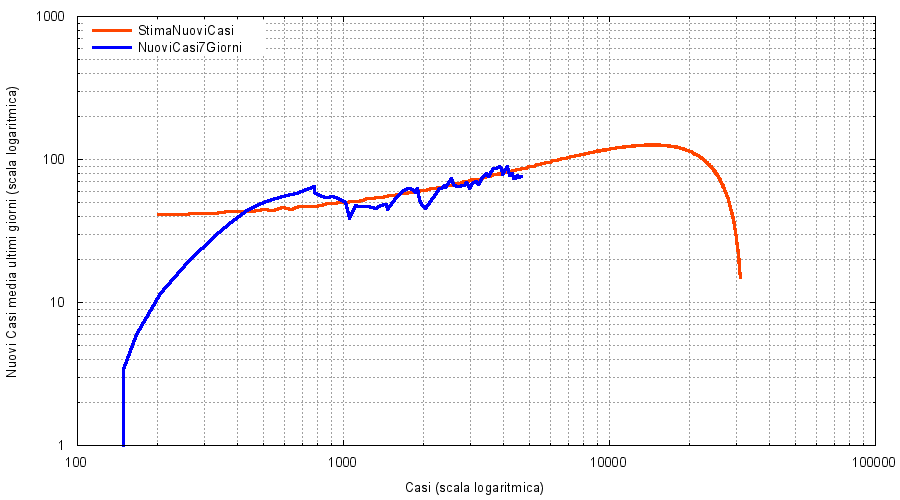 1000
StimaNuoviCasi
NuoviCasi7Giorni
100
10
1
Nuovi Casi media ultimi giorni (scala logaritmica)
100
1000
10000
100000
Casi (scala logaritmica)